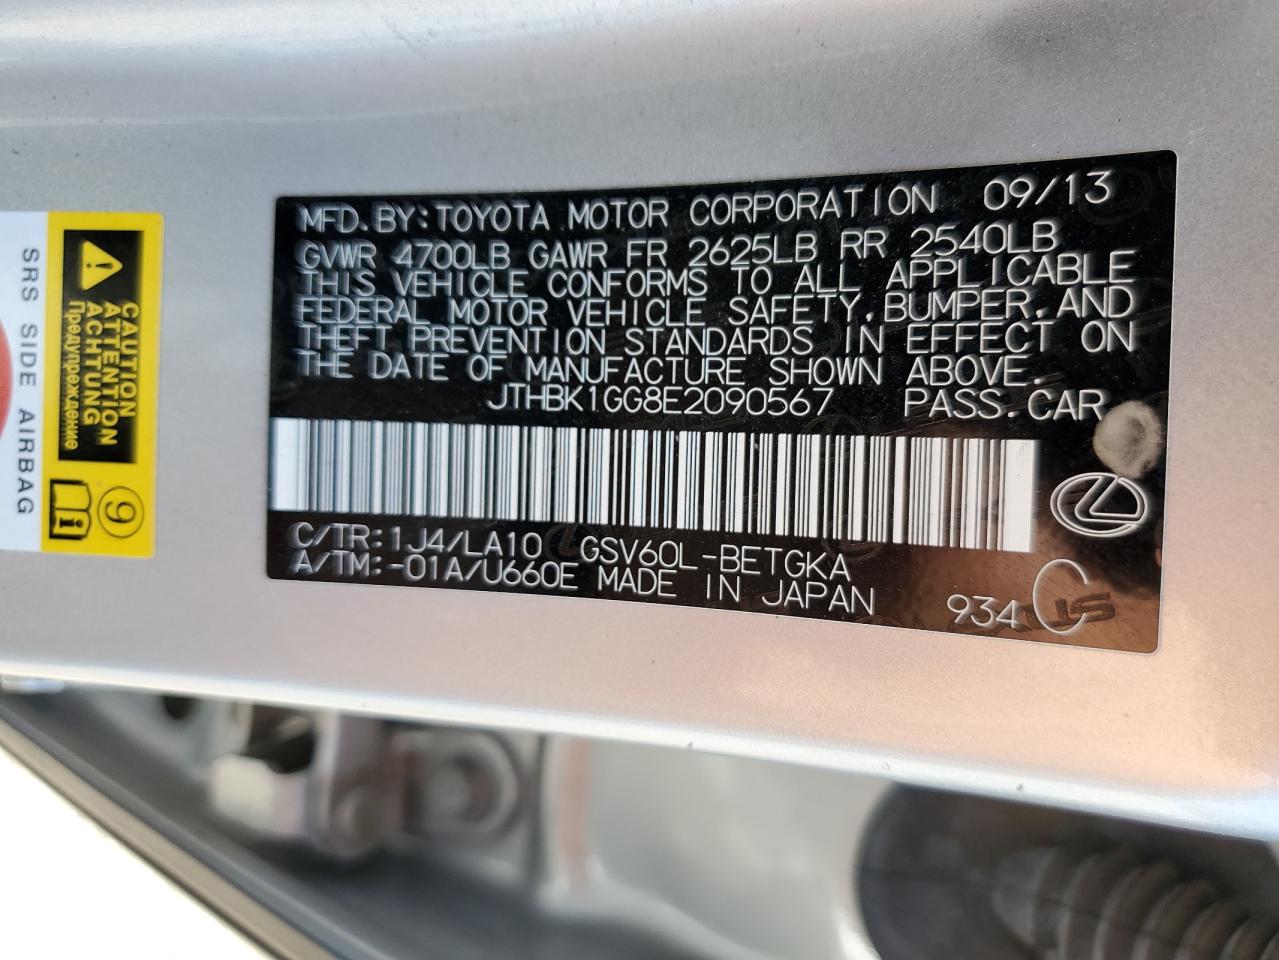 MFD.BY:TOYOTA MOTOR CORPORATION 09/13
GVWR 4700LB GAWR FR 2625LB RR 2540LB
THIS VEHICLE CONFORMS TO ALL APPLICABLE
FEDERAL MOTOR VEHICLE SAFETY,BUMPER,AND
THEFT PREVENTION STANDARDS IN EFFECT ON
THE DATE OF MANUFACTURE SHOWN ABOVE.
JTHBK1GG8E2090567 PASS.CAR
C/TR:1J4/LA10 GSV60L-BETGKA
A/TM:-01A/U660E MADE IN JAPAN
934 C
CAUTION
ATTENTION
ACHTUNG
Предупреждение
9
SRS SIDE AIRBAG